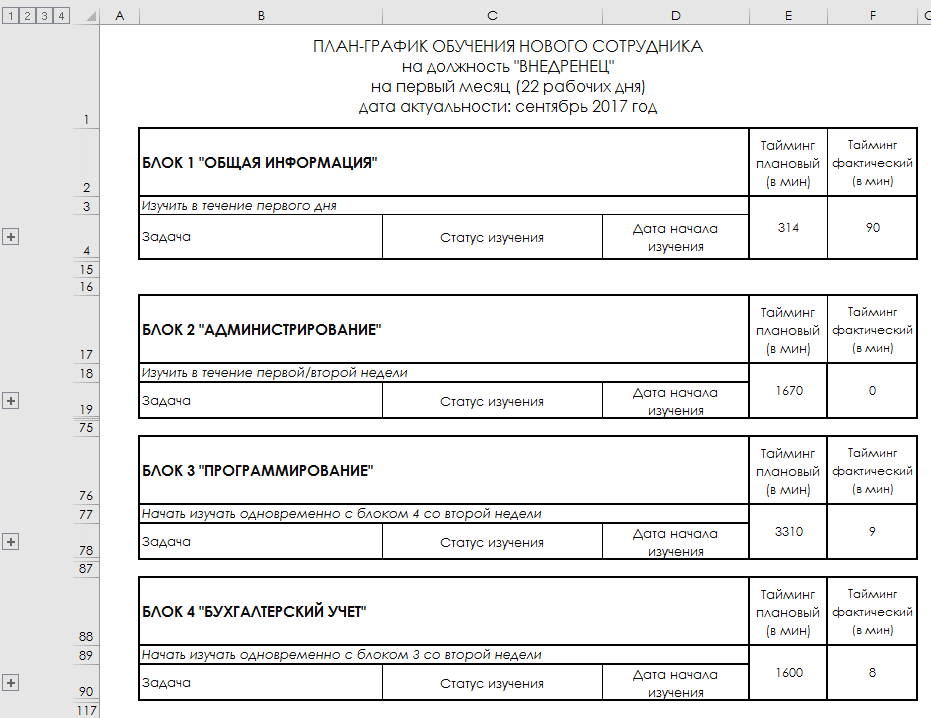 1 2 3 4 A B C D E F
ПЛАН-ГРАФИК ОБУЧЕНИЯ НОВОГО СОТРУДНИКА
на должность "ВНЕДРЕНЕЦ"
на первый месяц (22 рабочих дня)
дата актуальности: сентябрь 2017 год
1
БЛОК 1 "ОБЩАЯ ИНФОРМАЦИЯ"
Тайминг плановый (в мин)
Тайминг фактический (в мин)
2
3 Изучить в течение первого дня
314 90
+ 4 Задача Статус изучения Дата начала изучения
15
16
БЛОК 2 "АДМИНИСТРИРОВАНИЕ"
Тайминг плановый (в мин)
Тайминг фактический (в мин)
17
18 Изучить в течение первой/второй недели
1670 0
+ 19 Задача Статус изучения Дата начала изучения
75
БЛОК 3 "ПРОГРАММИРОВАНИЕ"
Тайминг плановый (в мин)
Тайминг фактический (в мин)
76
77 Начать изучать одновременно с блоком 4 со второй недели
3310 9
+ 78 Задача Статус изучения Дата начала изучения
87
БЛОК 4 "БУХГАЛТЕРСКИЙ УЧЕТ"
Тайминг плановый (в мин)
Тайминг фактический (в мин)
88
89 Начать изучать одновременно с блоком 3 со второй недели
1600 8
+ 90 Задача Статус изучения Дата начала изучения
117